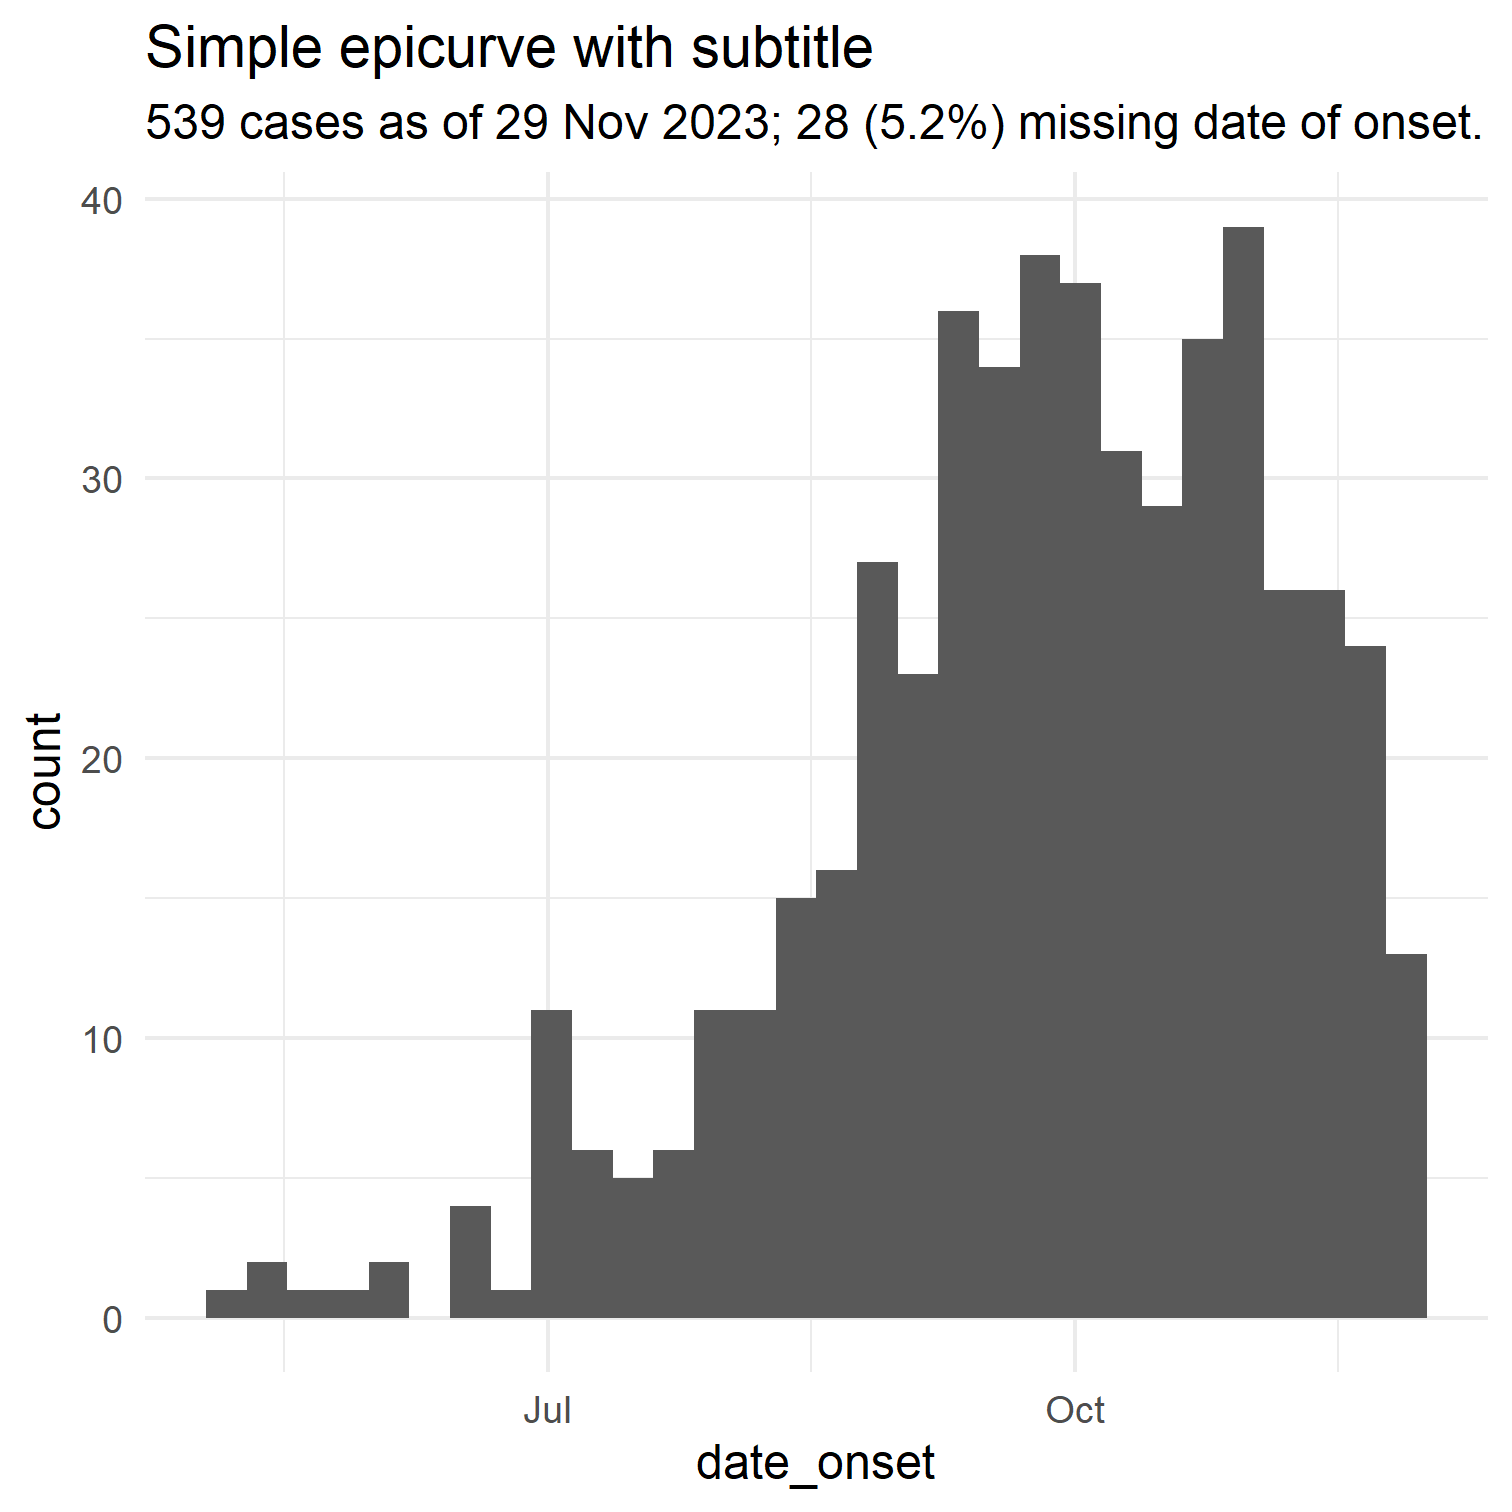 Simple epicurve with subtitle
539 cases as of 29 Nov 2023; 28 (5.2%) missing date of onset.
40
30
20
10
0
count
Jul
Oct
date_onset